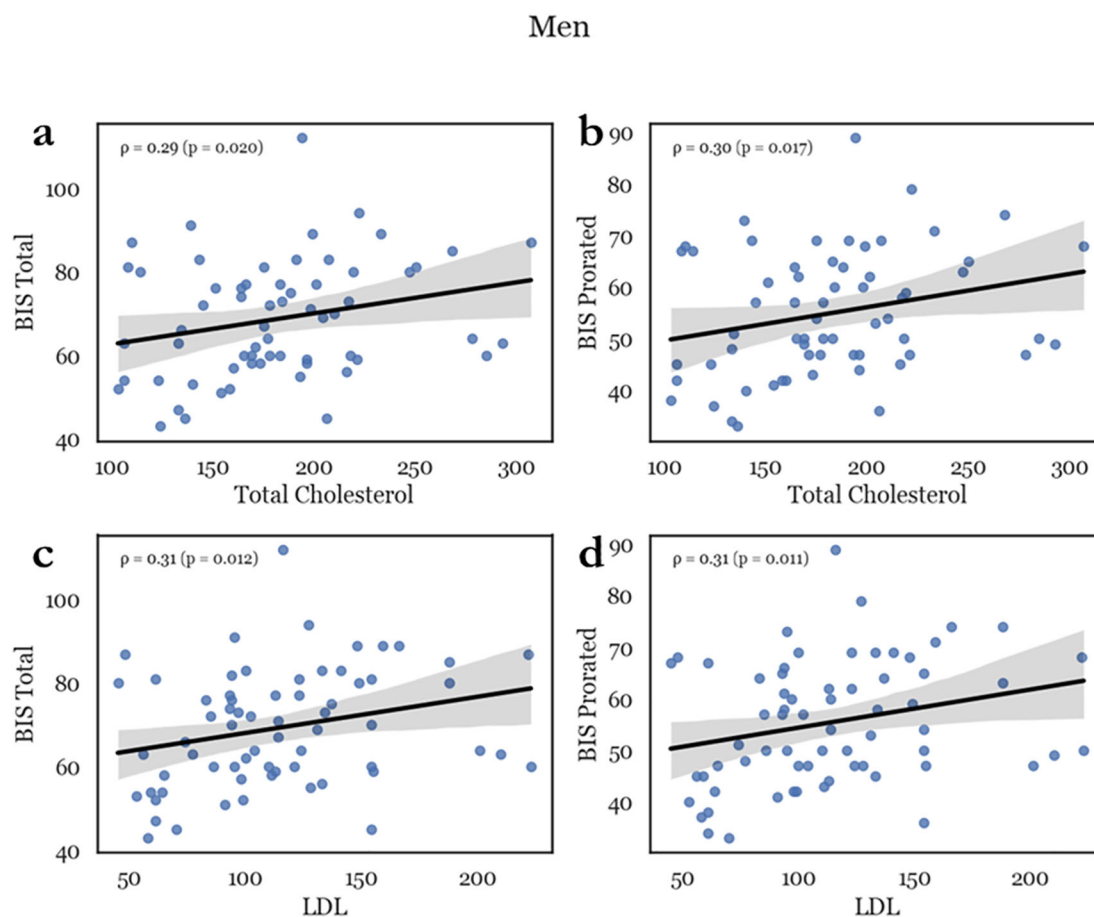 Men
a
ρ = 0.29 (p = 0.020)
BIS Total
100
80
60
40
100 150 200 250 300
Total Cholesterol
b
ρ = 0.30 (p = 0.017)
BIS Prorated
90
80
70
60
50
40
100 150 200 250 300
Total Cholesterol
c
ρ = 0.31 (p = 0.012)
BIS Total
100
80
60
40
50 100 150 200
LDL
d
ρ = 0.31 (p = 0.011)
BIS Prorated
90
80
70
60
50
40
50 100 150 200
LDL